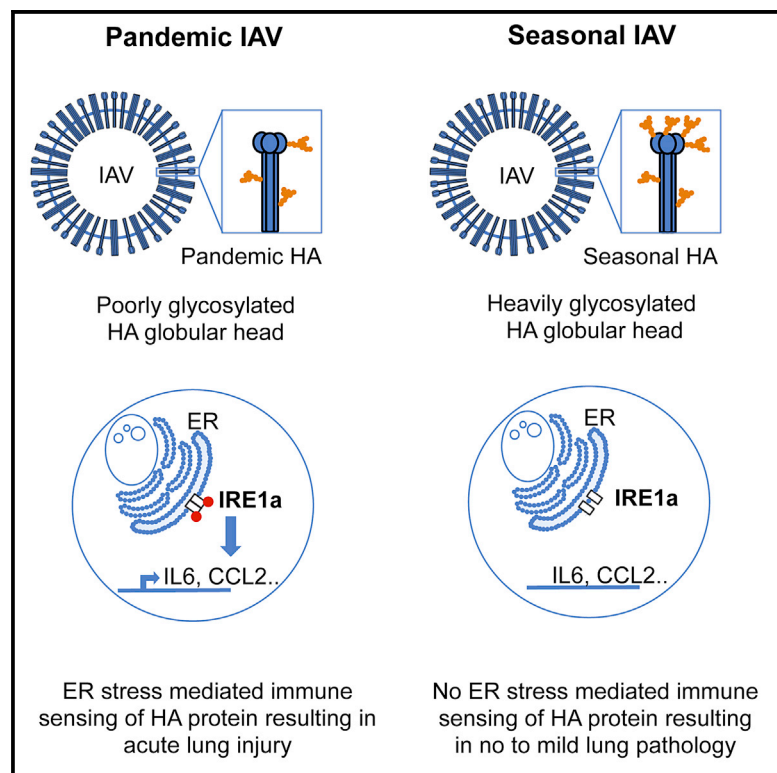 Pandemic IAV
IAV
Pandemic HA
Poorly glycosylated
HA globular head
ER
IRE1a
IL6, CCL2..
ER stress mediated immune
sensing of HA protein resulting in
acute lung injury
Seasonal IAV
IAV
Seasonal HA
Heavily glycosylated
HA globular head
ER
IRE1a
IL6, CCL2..
No ER stress mediated immune
sensing of HA protein resulting
in no to mild lung pathology